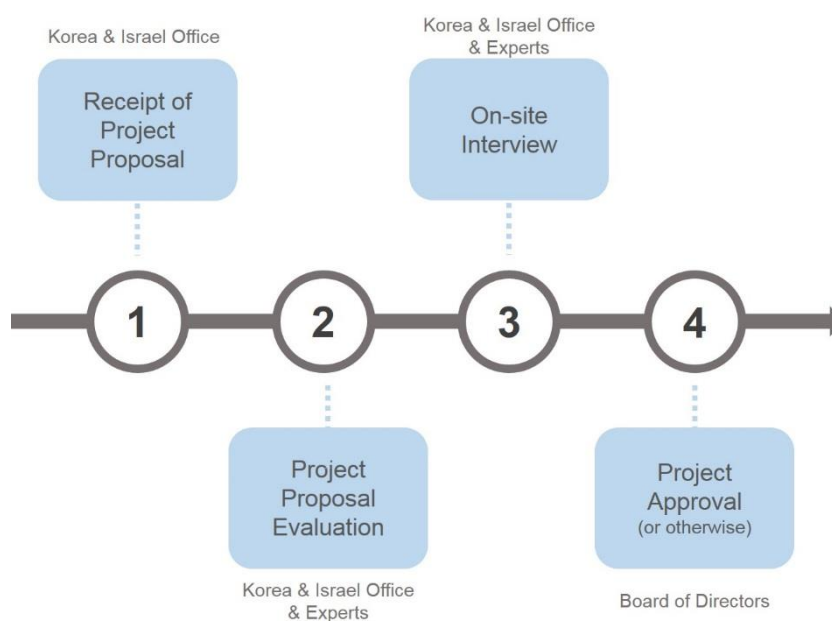 Korea & Israel Office
Receipt of
Project
Proposal
Korea & Israel Office
& Experts
On-site
Interview
1
2
3
4
Project
Proposal
Evaluation
Korea & Israel Office
& Experts
Project
Approval
(or otherwise)
Board of Directors